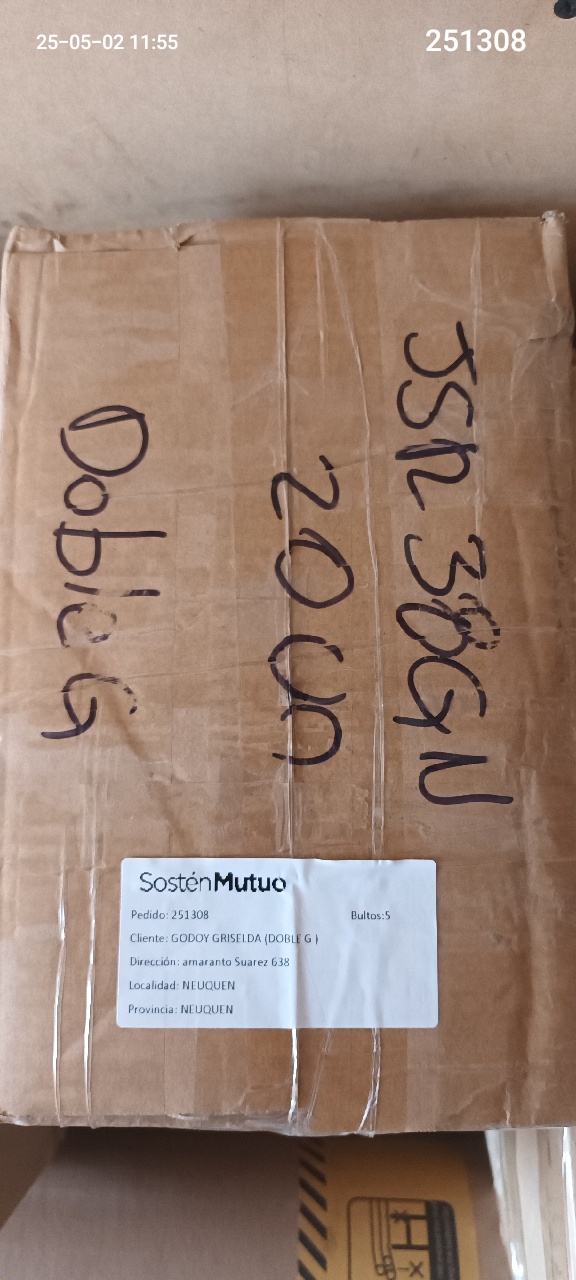 25-05-02 11:55
251308
JSR 38GN
20 Un
Doble G
SosténMutuo
Pedido: 251308 Bultos:5
Cliente: GODOY GRISELDA (DOBLE G )
Dirección: amaranto Suarez 638
Localidad: NEUQUEN
Provincia: NEUQUEN